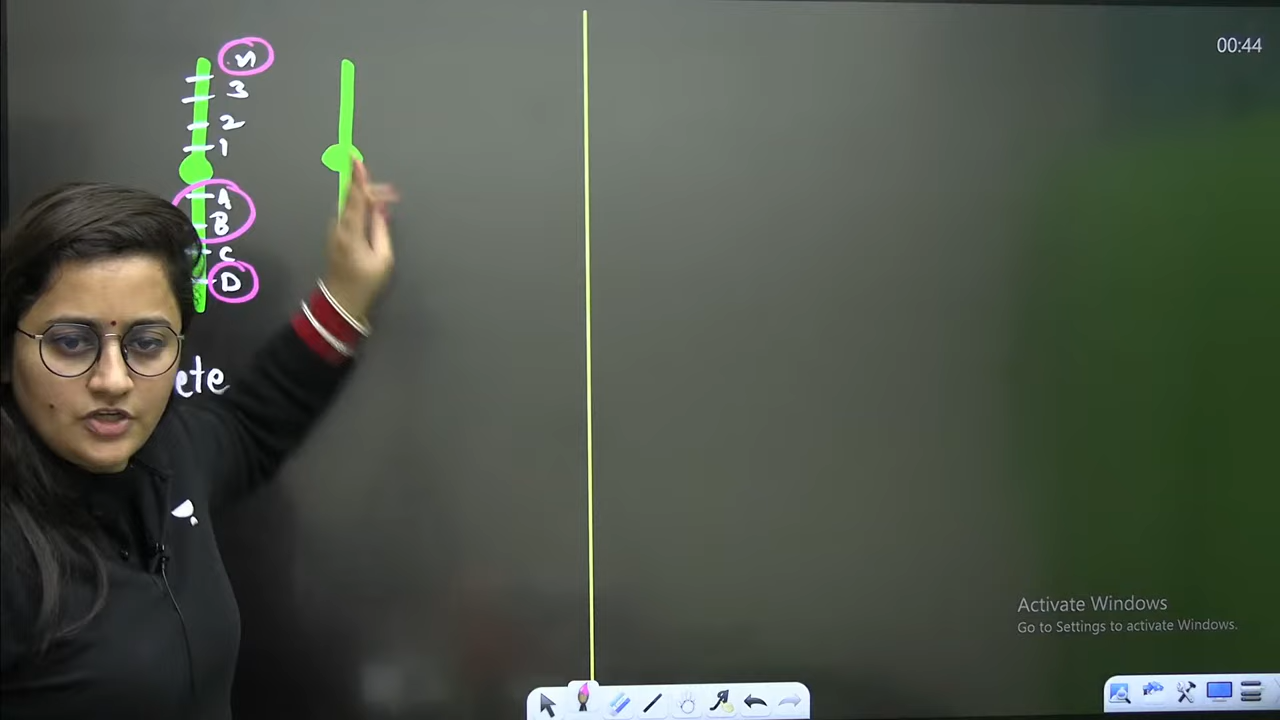 00:44
n
3
2
1
A
B
C
D
ete
Activate Windows
Go to Settings to activate Windows.